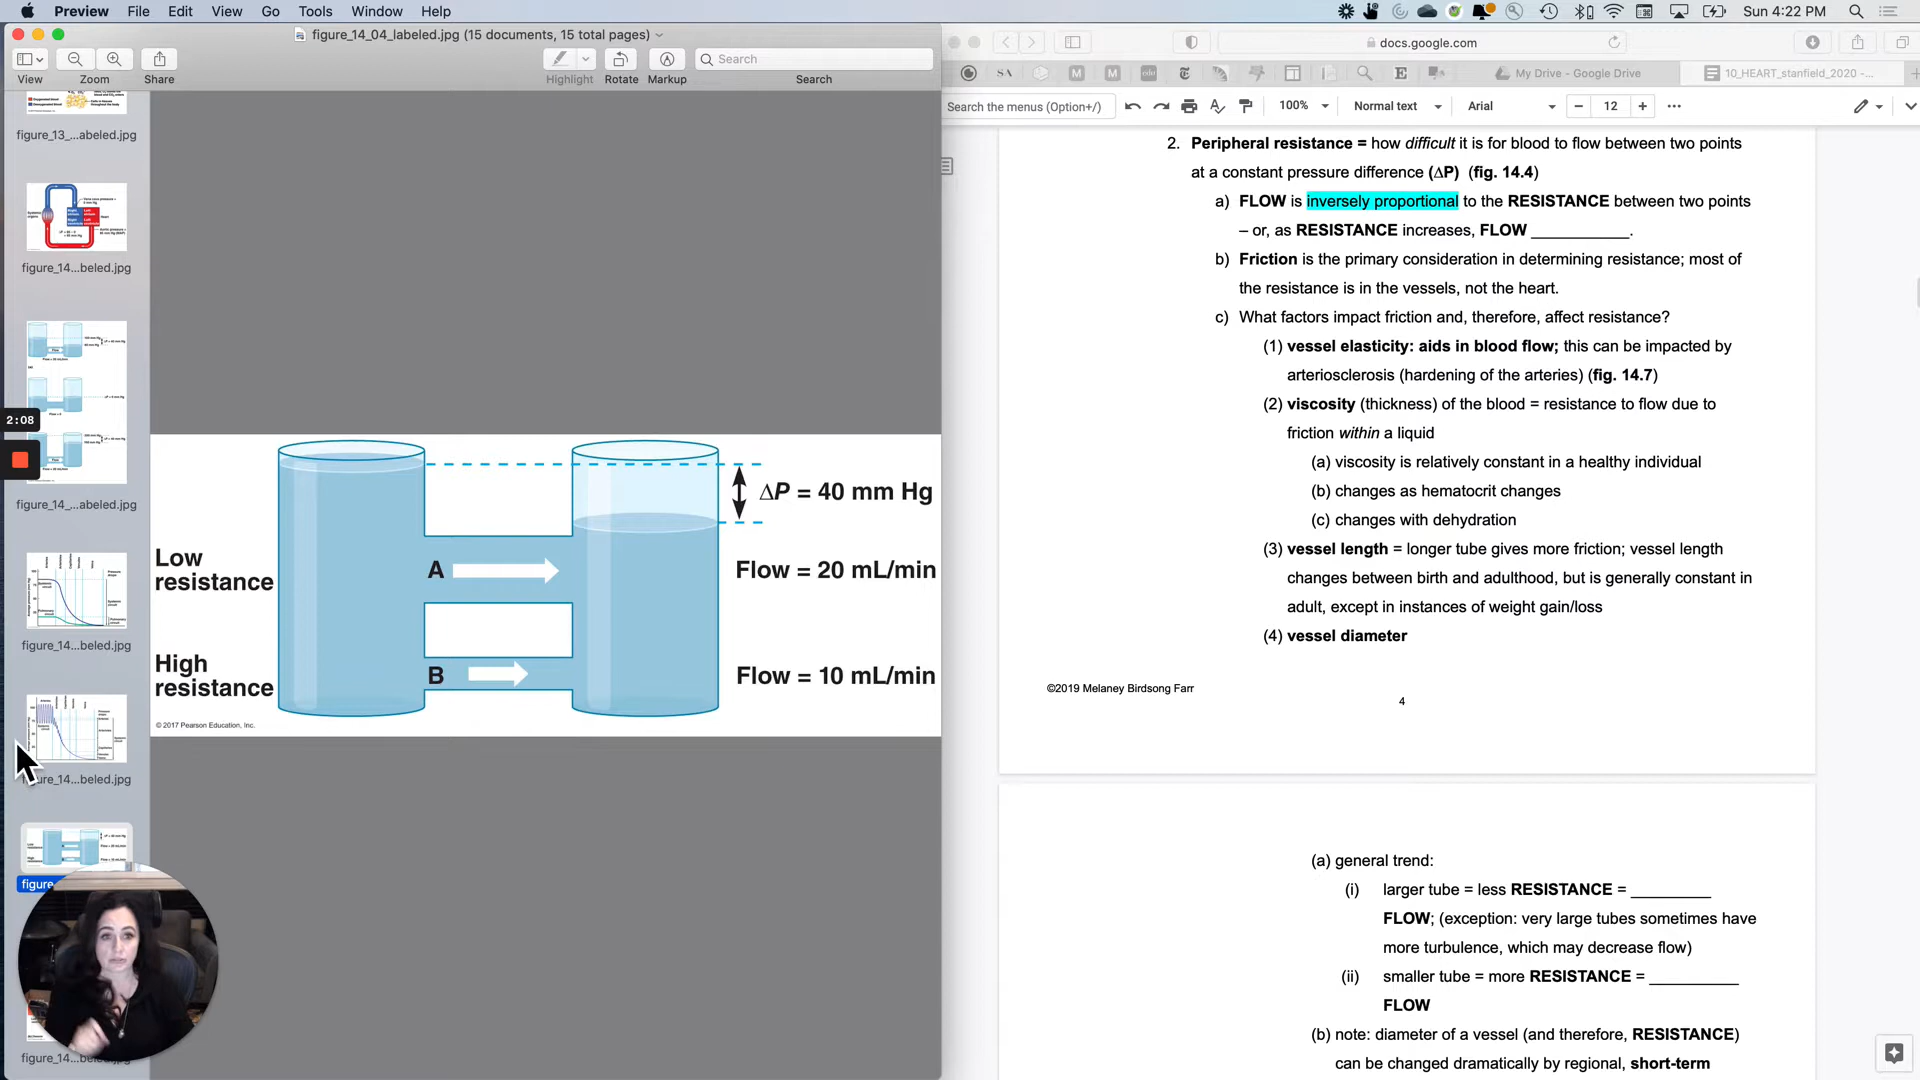 Preview File Edit View Go Tools Window Help
Sun 4:22 PM
figure_14_04_labeled.jpg (15 documents, 15 total pages)
View
Zoom
Share
Highlight
Rotate
Markup
Search
Search
figure_13_...abeled.jpg
figure_14...beled.jpg
figure_14_...abeled.jpg
figure_14...beled.jpg
figure_14...beled.jpg
figure
figure_14...beled.jpg
2:08
ΔP = 40 mm Hg
Low
resistance
A
Flow = 20 mL/min
High
resistance
B
Flow = 10 mL/min
© 2017 Pearson Education, Inc.
docs.google.com
SA
M
M
edu
E
My Drive - Google Drive
10_HEART_stanfield_2020 -...
Search the menus (Option+/)
100%
Normal text
Arial
12
2. Peripheral resistance = how difficult it is for blood to flow between two points
at a constant pressure difference (ΔP) (fig. 14.4)
a) FLOW is inversely proportional to the RESISTANCE between two points
– or, as RESISTANCE increases, FLOW ____________.
b) Friction is the primary consideration in determining resistance; most of
the resistance is in the vessels, not the heart.
c) What factors impact friction and, therefore, affect resistance?
(1) vessel elasticity: aids in blood flow; this can be impacted by
arteriosclerosis (hardening of the arteries) (fig. 14.7)
(2) viscosity (thickness) of the blood = resistance to flow due to
friction within a liquid
(a) viscosity is relatively constant in a healthy individual
(b) changes as hematocrit changes
(c) changes with dehydration
(3) vessel length = longer tube gives more friction; vessel length
changes between birth and adulthood, but is generally constant in
adult, except in instances of weight gain/loss
(4) vessel diameter
©2019 Melaney Birdsong Farr
4
(a) general trend:
(i) larger tube = less RESISTANCE = __________
FLOW; (exception: very large tubes sometimes have
more turbulence, which may decrease flow)
(ii) smaller tube = more RESISTANCE = ___________
FLOW
(b) note: diameter of a vessel (and therefore, RESISTANCE)
can be changed dramatically by regional, short-term